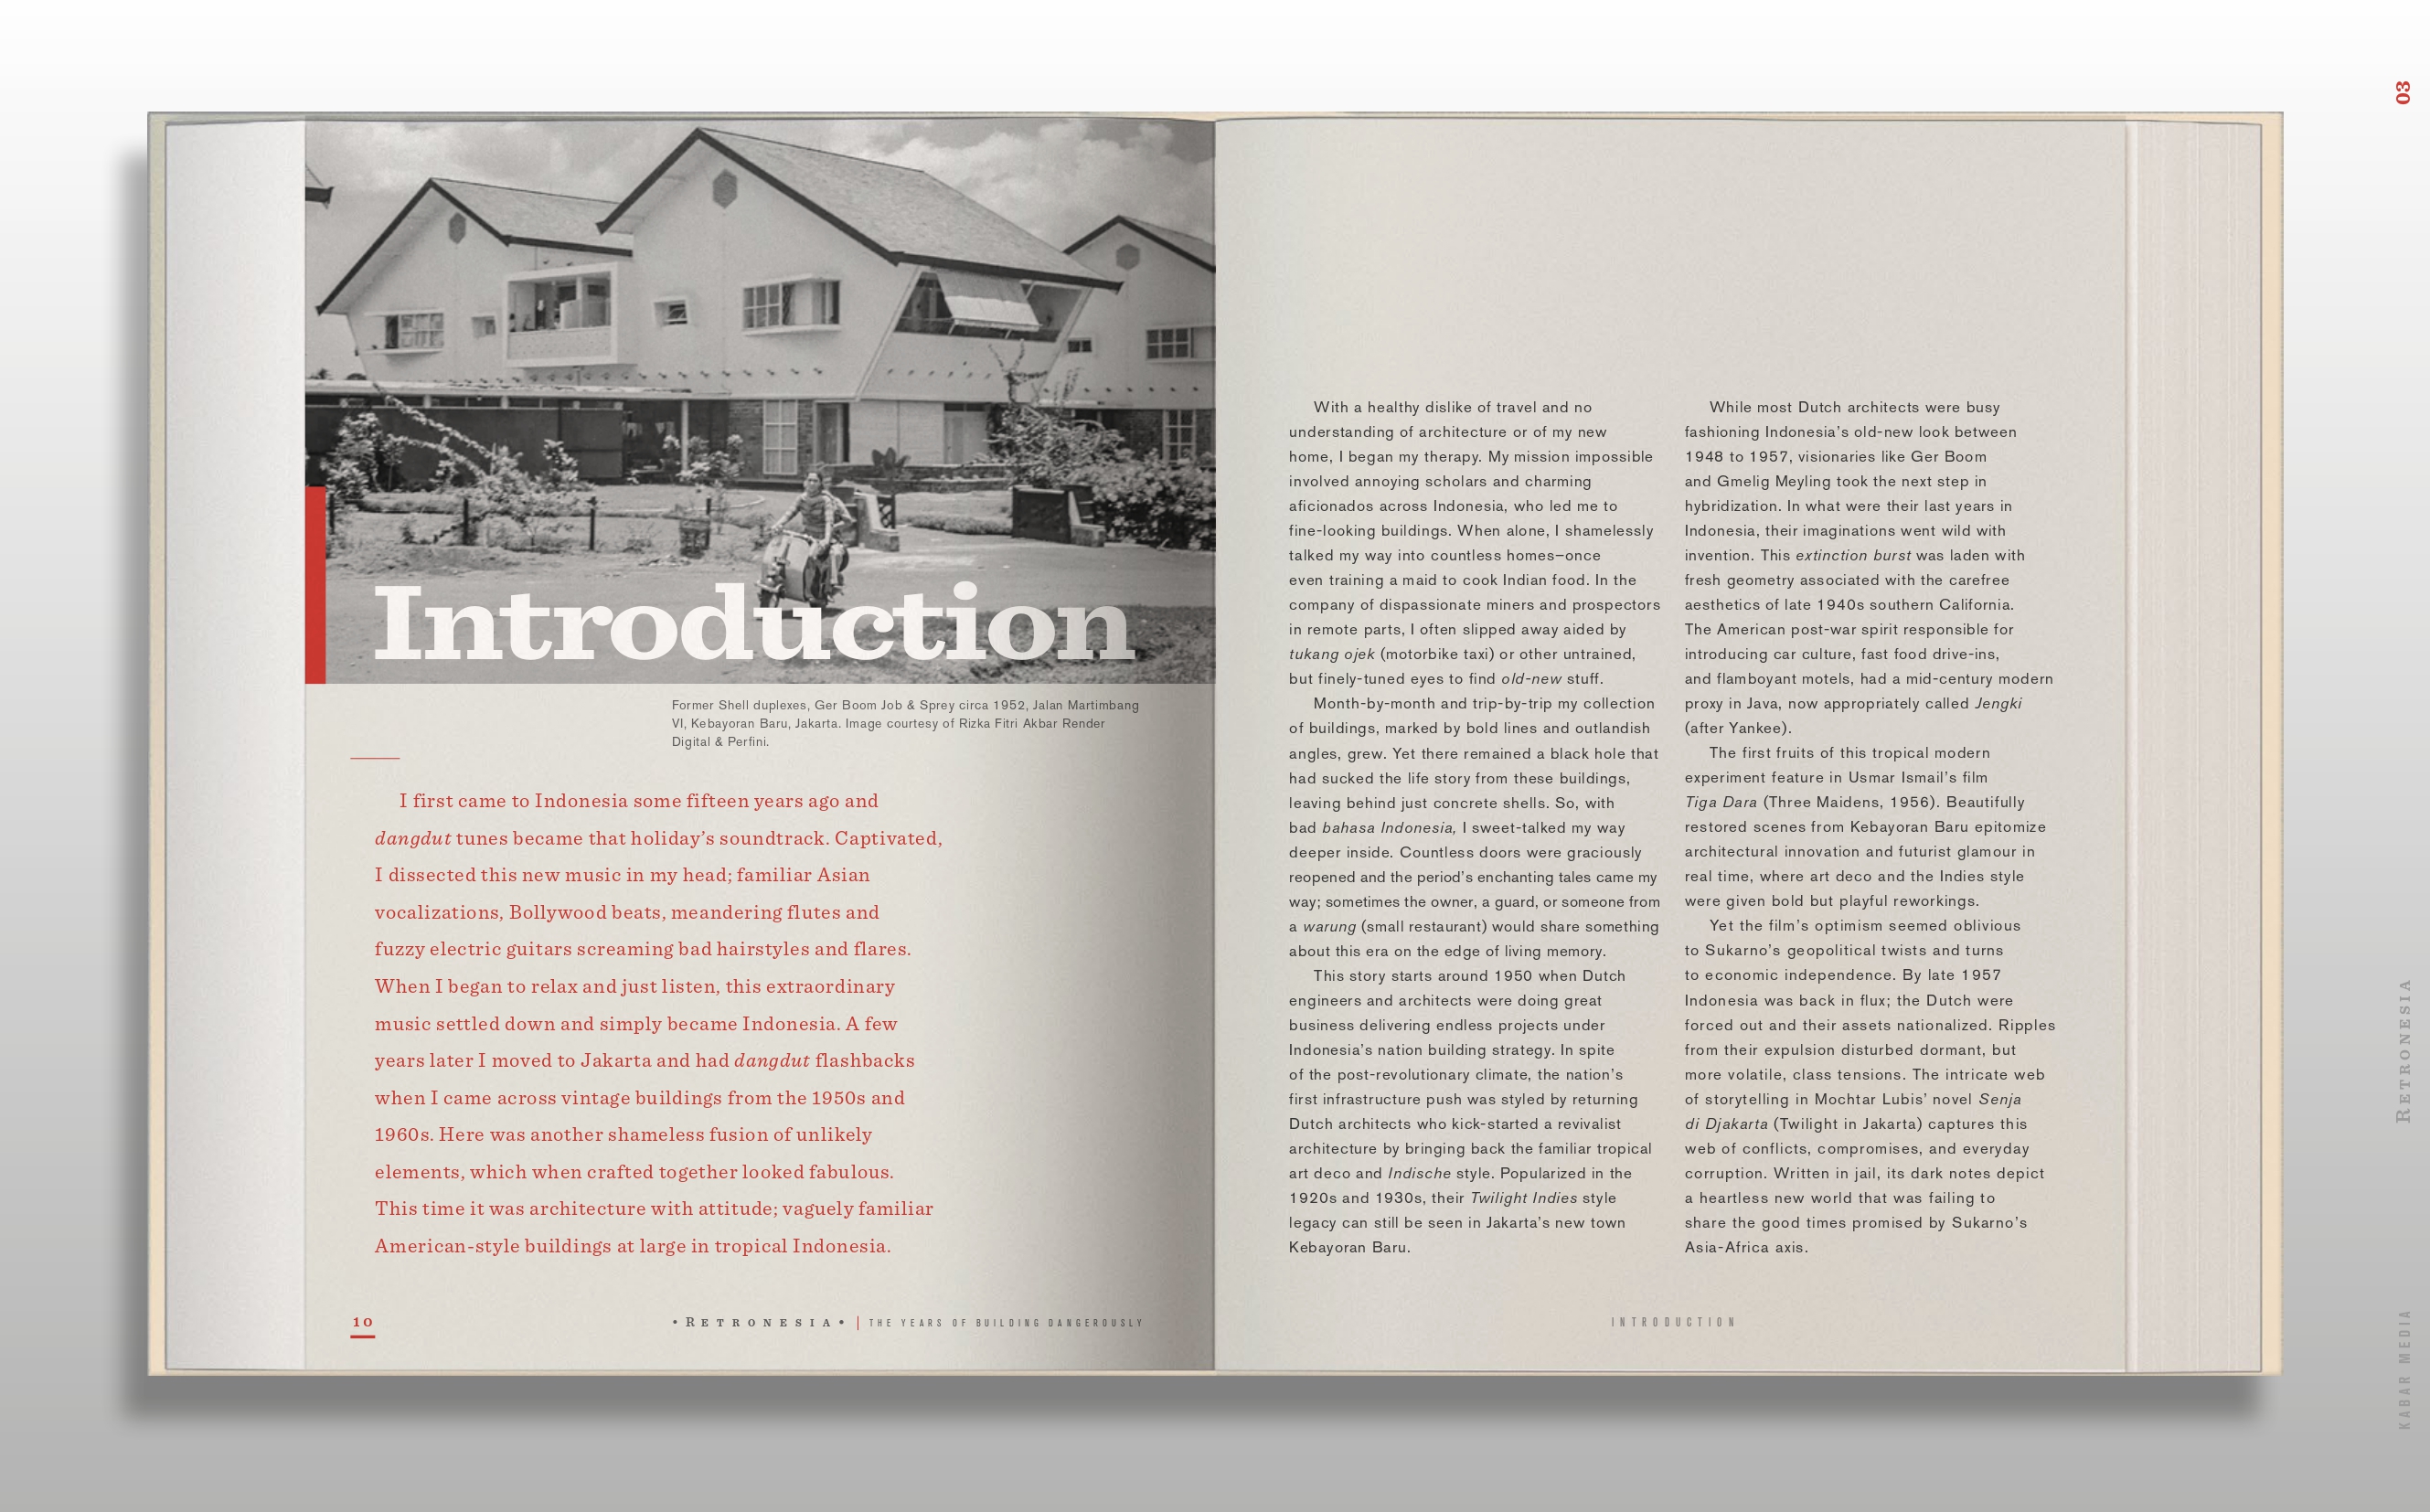 03
Introduction
Former Shell duplexes, Ger Boom Job & Sprey circa 1952, Jalan Martimbang
VI, Kebayoran Baru, Jakarta. Image courtesy of Rizka Fitri Akbar Render
Digital & Perfini.
I first came to Indonesia some fifteen years ago and
dangdut tunes became that holiday’s soundtrack. Captivated,
I dissected this new music in my head; familiar Asian
vocalizations, Bollywood beats, meandering flutes and
fuzzy electric guitars screaming bad hairstyles and flares.
When I began to relax and just listen, this extraordinary
music settled down and simply became Indonesia. A few
years later I moved to Jakarta and had dangdut flashbacks
when I came across vintage buildings from the 1950s and
1960s. Here was another shameless fusion of unlikely
elements, which when crafted together looked fabulous.
This time it was architecture with attitude; vaguely familiar
American-style buildings at large in tropical Indonesia.
10
• RETRONESIA • | THE YEARS OF BUILDING DANGEROUSLY
With a healthy dislike of travel and no
understanding of architecture or of my new
home, I began my therapy. My mission impossible
involved annoying scholars and charming
aficionados across Indonesia, who led me to
fine-looking buildings. When alone, I shamelessly
talked my way into countless homes–once
even training a maid to cook Indian food. In the
company of dispassionate miners and prospectors
in remote parts, I often slipped away aided by
tukang ojek (motorbike taxi) or other untrained,
but finely-tuned eyes to find old-new stuff.
Month-by-month and trip-by-trip my collection
of buildings, marked by bold lines and outlandish
angles, grew. Yet there remained a black hole that
had sucked the life story from these buildings,
leaving behind just concrete shells. So, with
bad bahasa Indonesia, I sweet-talked my way
deeper inside. Countless doors were graciously
reopened and the period’s enchanting tales came my
way; sometimes the owner, a guard, or someone from
a warung (small restaurant) would share something
about this era on the edge of living memory.
This story starts around 1950 when Dutch
engineers and architects were doing great
business delivering endless projects under
Indonesia’s nation building strategy. In spite
of the post-revolutionary climate, the nation’s
first infrastructure push was styled by returning
Dutch architects who kick-started a revivalist
architecture by bringing back the familiar tropical
art deco and Indische style. Popularized in the
1920s and 1930s, their Twilight Indies style
legacy can still be seen in Jakarta’s new town
Kebayoran Baru.
While most Dutch architects were busy
fashioning Indonesia’s old-new look between
1948 to 1957, visionaries like Ger Boom
and Gmelig Meyling took the next step in
hybridization. In what were their last years in
Indonesia, their imaginations went wild with
invention. This extinction burst was laden with
fresh geometry associated with the carefree
aesthetics of late 1940s southern California.
The American post-war spirit responsible for
introducing car culture, fast food drive-ins,
and flamboyant motels, had a mid-century modern
proxy in Java, now appropriately called Jengki
(after Yankee).
The first fruits of this tropical modern
experiment feature in Usmar Ismail’s film
Tiga Dara (Three Maidens, 1956). Beautifully
restored scenes from Kebayoran Baru epitomize
architectural innovation and futurist glamour in
real time, where art deco and the Indies style
were given bold but playful reworkings.
Yet the film’s optimism seemed oblivious
to Sukarno’s geopolitical twists and turns
to economic independence. By late 1957
Indonesia was back in flux; the Dutch were
forced out and their assets nationalized. Ripples
from their expulsion disturbed dormant, but
more volatile, class tensions. The intricate web
of storytelling in Mochtar Lubis’ novel Senja
di Djakarta (Twilight in Jakarta) captures this
web of conflicts, compromises, and everyday
corruption. Written in jail, its dark notes depict
a heartless new world that was failing to
share the good times promised by Sukarno’s
Asia-Africa axis.
INTRODUCTION
RETRONESIA
KABAR MEDIA